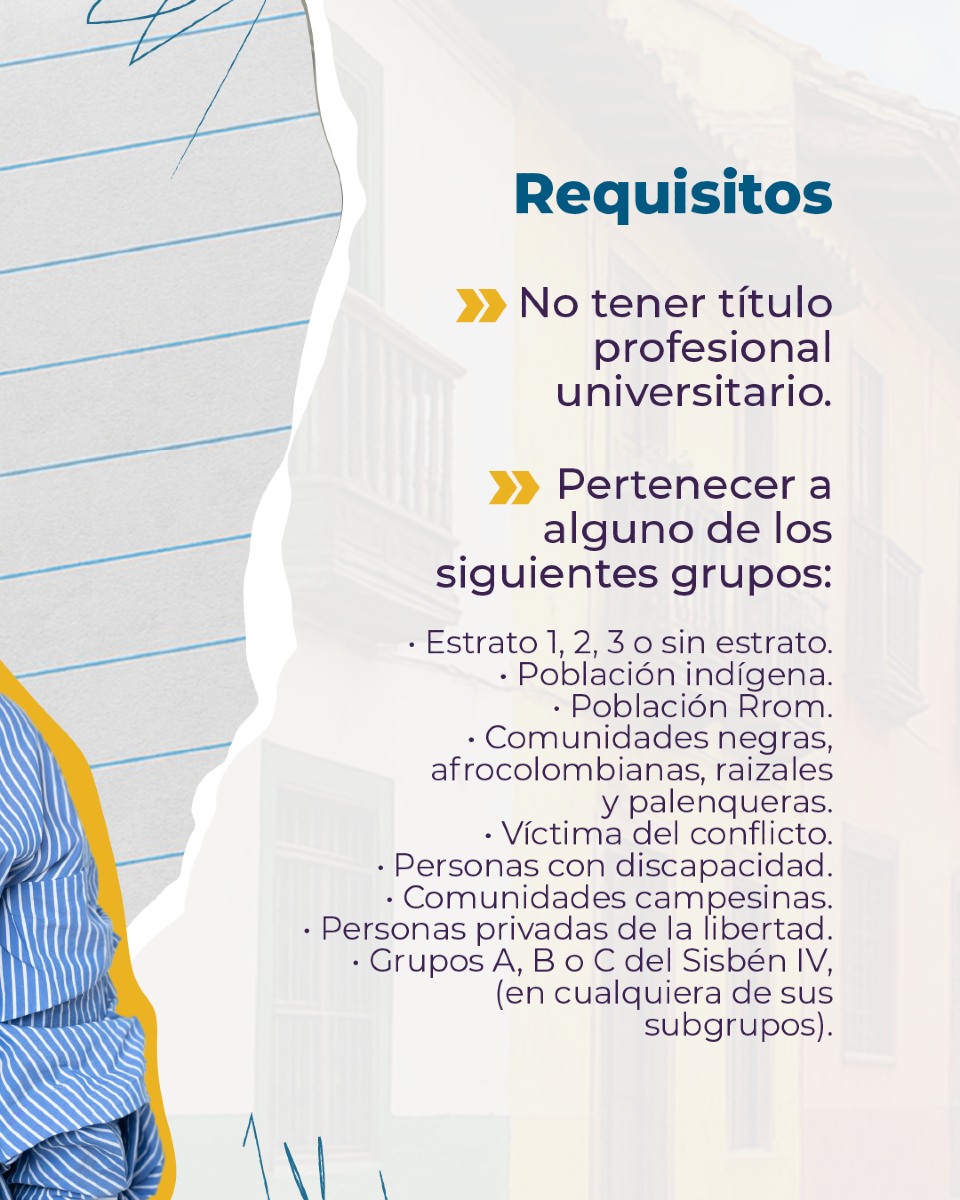 Requisitos
No tener título
profesional
universitario.
Pertenecer a
alguno de los
siguientes grupos:
• Estrato 1, 2, 3 o sin estrato.
• Población indígena.
• Población Rrom.
• Comunidades negras,
afrocolombianas, raizales
y palenqueras.
• Víctima del conflicto.
• Personas con discapacidad.
• Comunidades campesinas.
• Personas privadas de la libertad.
• Grupos A, B o C del Sisbén IV,
(en cualquiera de sus
subgrupos).